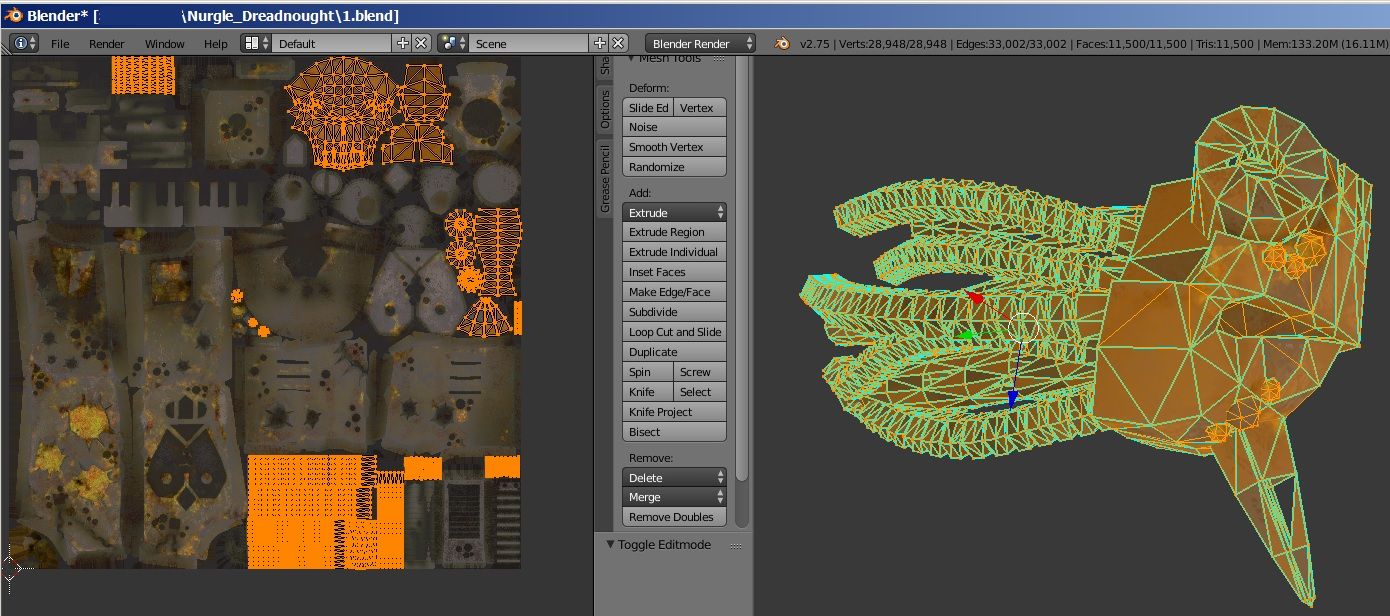 Blender* [ \Nurgle_Dreadnought\1.blend]
File Render Window Help Default Scene Blender Render v2.75 | Verts:28,948/28,948 | Edges:33,002/33,002 | Faces:11,500/11,500 | Tris:11,500 | Mem:133.20M (16.11M)
Sha
Options
Grease Pencil
Mesh Tools
Deform:
Slide Ed Vertex
Noise
Smooth Vertex
Randomize
Add:
Extrude
Extrude Region
Extrude Individual
Inset Faces
Make Edge/Face
Subdivide
Loop Cut and Slide
Duplicate
Spin Screw
Knife Select
Knife Project
Bisect
Remove:
Delete
Merge
Remove Doubles
Toggle Editmode